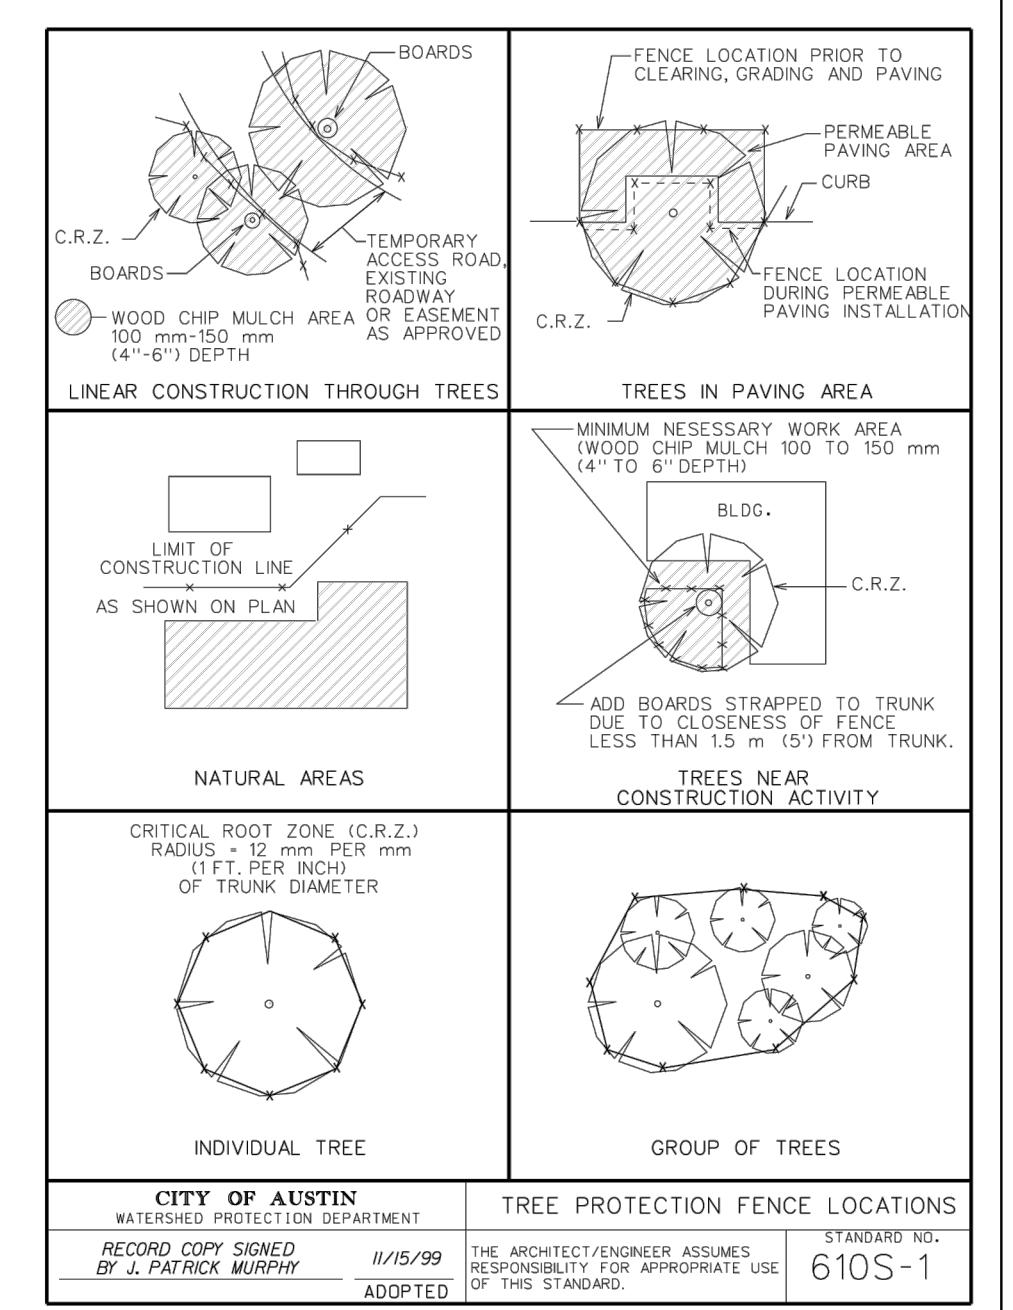 BOARDS
C.R.Z.
BOARDS
TEMPORARY
ACCESS ROAD,
EXISTING
ROADWAY
OR EASEMENT
AS APPROVED
WOOD CHIP MULCH AREA
100 mm-150 mm
(4"-6") DEPTH
LINEAR CONSTRUCTION THROUGH TREES
FENCE LOCATION PRIOR TO
CLEARING, GRADING AND PAVING
PERMEABLE
PAVING AREA
CURB
FENCE LOCATION
DURING PERMEABLE
PAVING INSTALLATION
C.R.Z.
TREES IN PAVING AREA
LIMIT OF
CONSTRUCTION LINE
AS SHOWN ON PLAN
NATURAL AREAS
MINIMUM NESESSARY WORK AREA
(WOOD CHIP MULCH 100 TO 150 mm
(4" TO 6" DEPTH)
BLDG.
C.R.Z.
ADD BOARDS STRAPPED TO TRUNK
DUE TO CLOSENESS OF FENCE
LESS THAN 1.5 m (5') FROM TRUNK.
TREES NEAR
CONSTRUCTION ACTIVITY
CRITICAL ROOT ZONE (C.R.Z.)
RADIUS = 12 mm PER mm
(1 FT. PER INCH)
OF TRUNK DIAMETER
INDIVIDUAL TREE
GROUP OF TREES
CITY OF AUSTIN
WATERSHED PROTECTION DEPARTMENT
TREE PROTECTION FENCE LOCATIONS
RECORD COPY SIGNED
BY J. PATRICK MURPHY
11/15/99
ADOPTED
THE ARCHITECT/ENGINEER ASSUMES
RESPONSIBILITY FOR APPROPRIATE USE
OF THIS STANDARD.
STANDARD NO.
610S-1